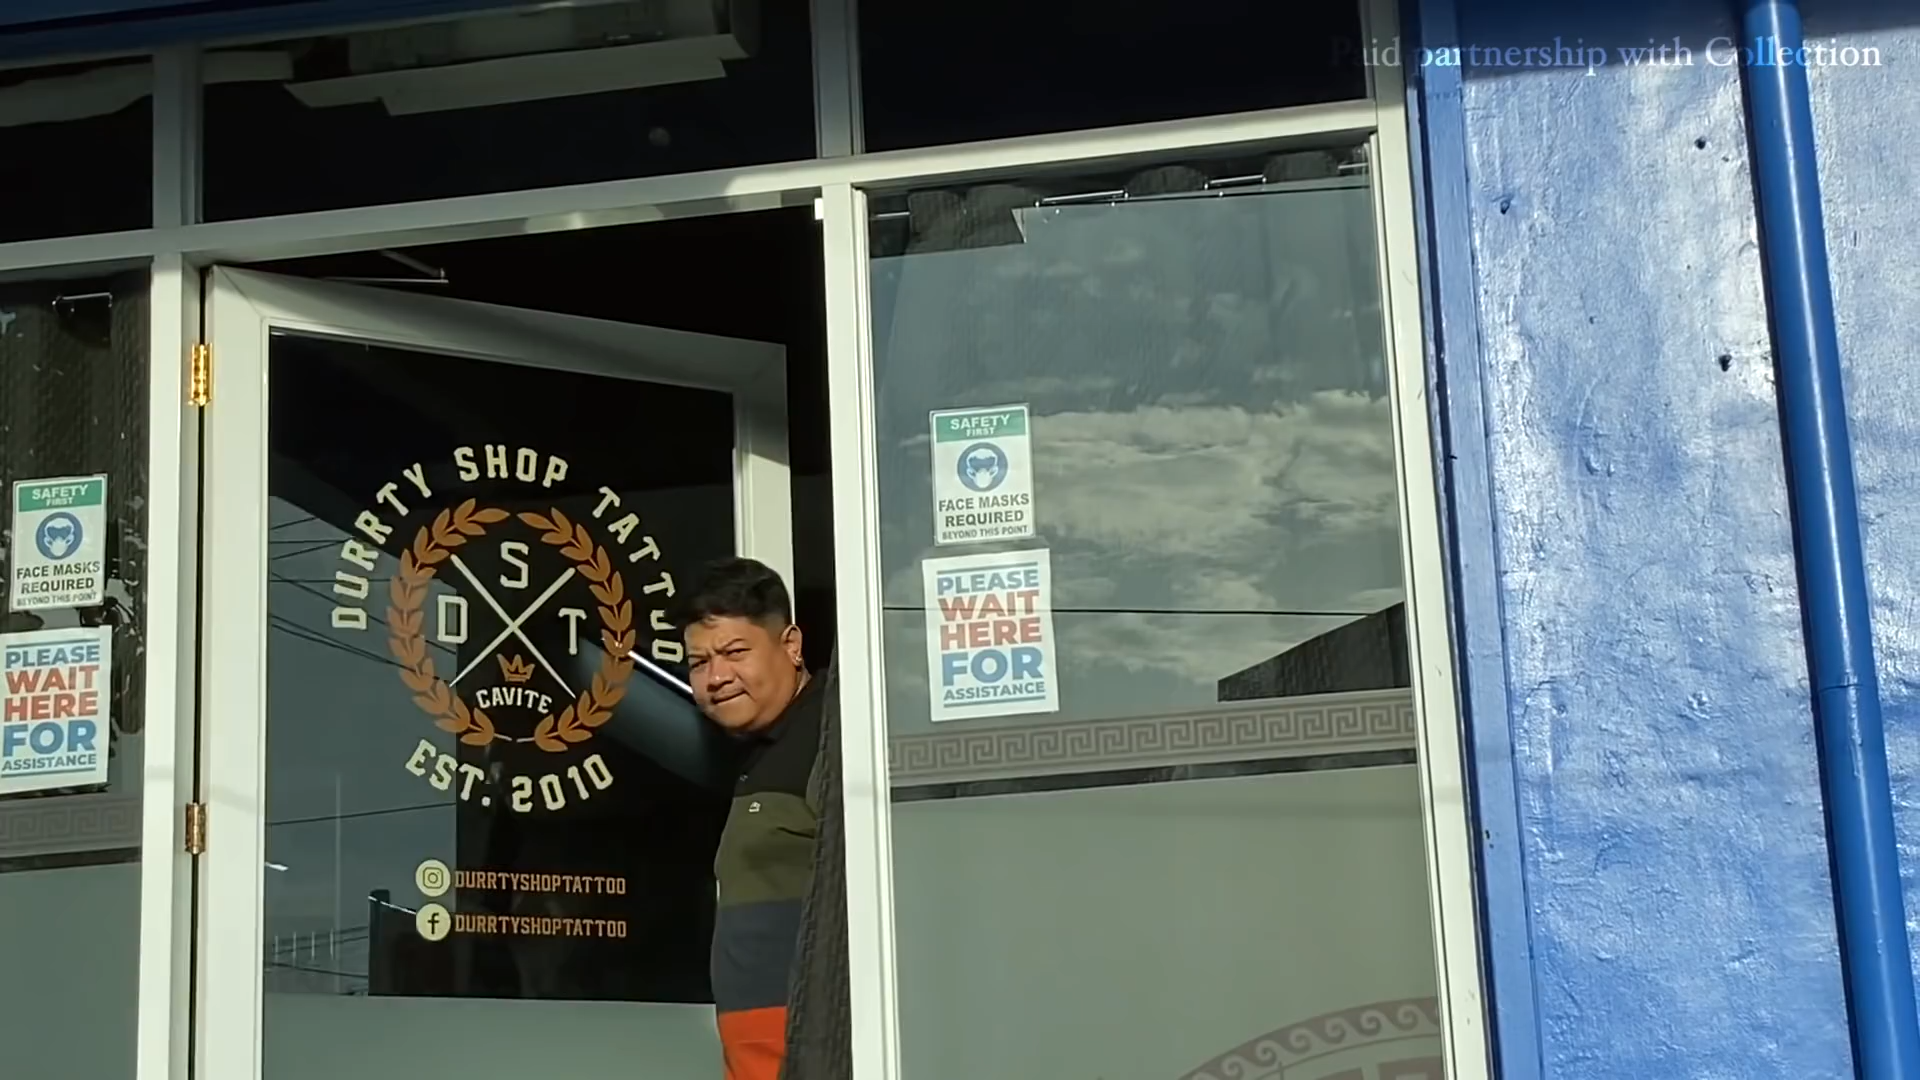 Paid partnership with Collection
DURRTY SHOP TATTOO
S
D T
CAVITE
EST. 2010
DURRTYSHOPTATTOO
DURRTYSHOPTATTOO
SAFETY
FIRST
FACE MASKS
REQUIRED
BEYOND THIS POINT
PLEASE
WAIT
HERE
FOR
ASSISTANCE
SAFETY
FIRST
FACE MASKS
REQUIRED
BEYOND THIS POINT
PLEASE
WAIT
HERE
FOR
ASSISTANCE